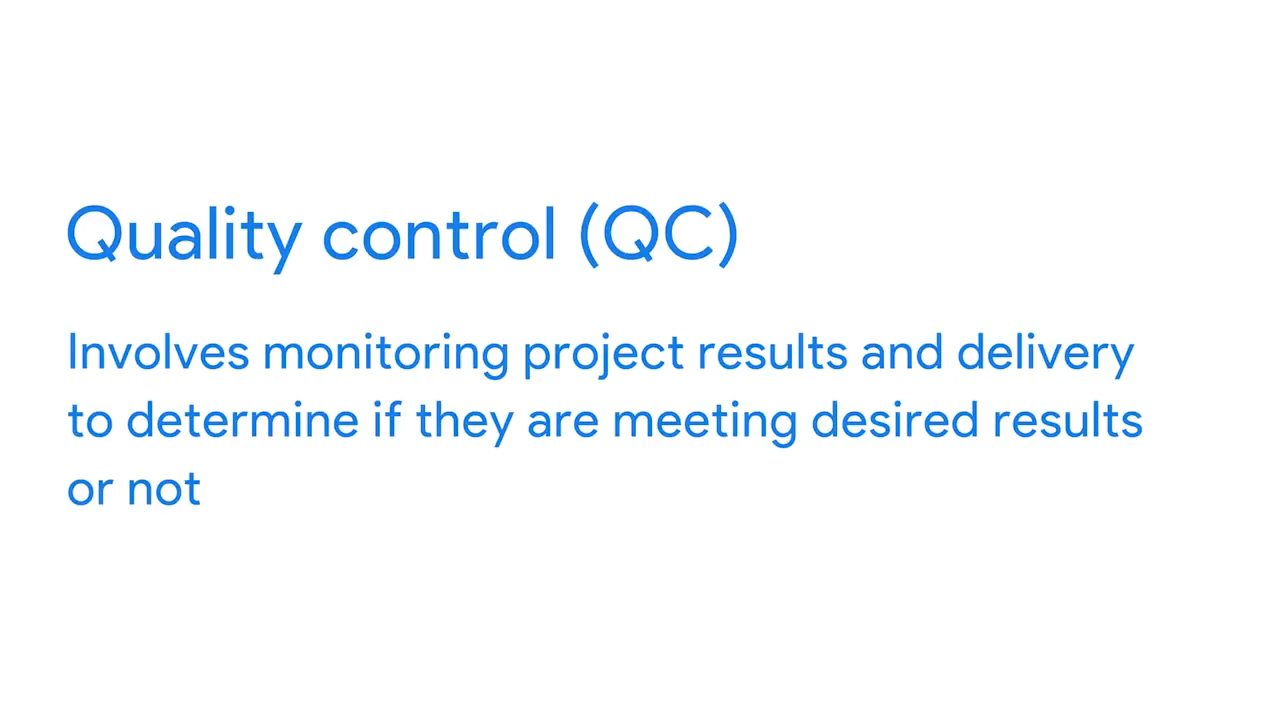 Quality control (QC)
Involves monitoring project results and delivery
to determine if they are meeting desired results
or not